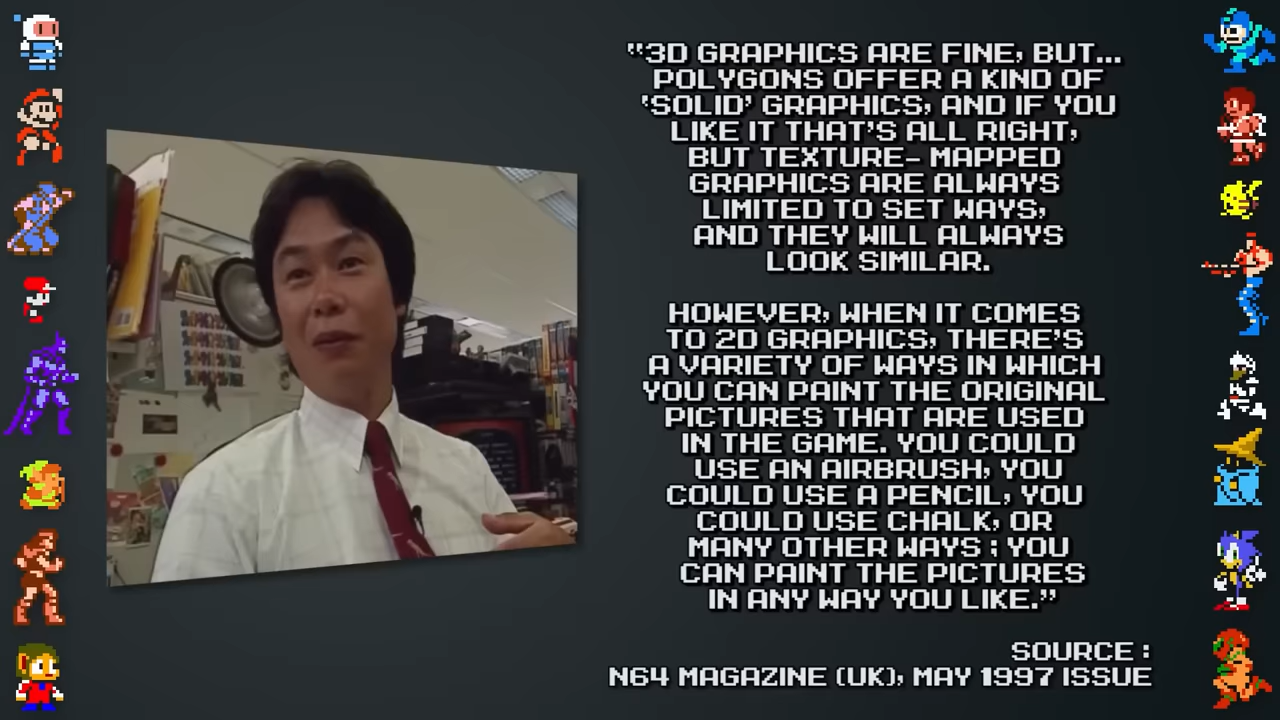 “3D GRAPHICS ARE FINE, BUT...
POLYGONS OFFER A KIND OF
‘SOLID’ GRAPHICS, AND IF YOU
LIKE IT THAT’S ALL RIGHT,
BUT TEXTURE- MAPPED
GRAPHICS ARE ALWAYS
LIMITED TO SET WAYS,
AND THEY WILL ALWAYS
LOOK SIMILAR.
HOWEVER, WHEN IT COMES
TO 2D GRAPHICS, THERE’S
A VARIETY OF WAYS IN WHICH
YOU CAN PAINT THE ORIGINAL
PICTURES THAT ARE USED
IN THE GAME. YOU COULD
USE AN AIRBRUSH, YOU
COULD USE A PENCIL, YOU
COULD USE CHALK, OR
MANY OTHER WAYS ; YOU
CAN PAINT THE PICTURES
IN ANY WAY YOU LIKE.”
SOURCE :
N64 MAGAZINE (UK), MAY 1997 ISSUE